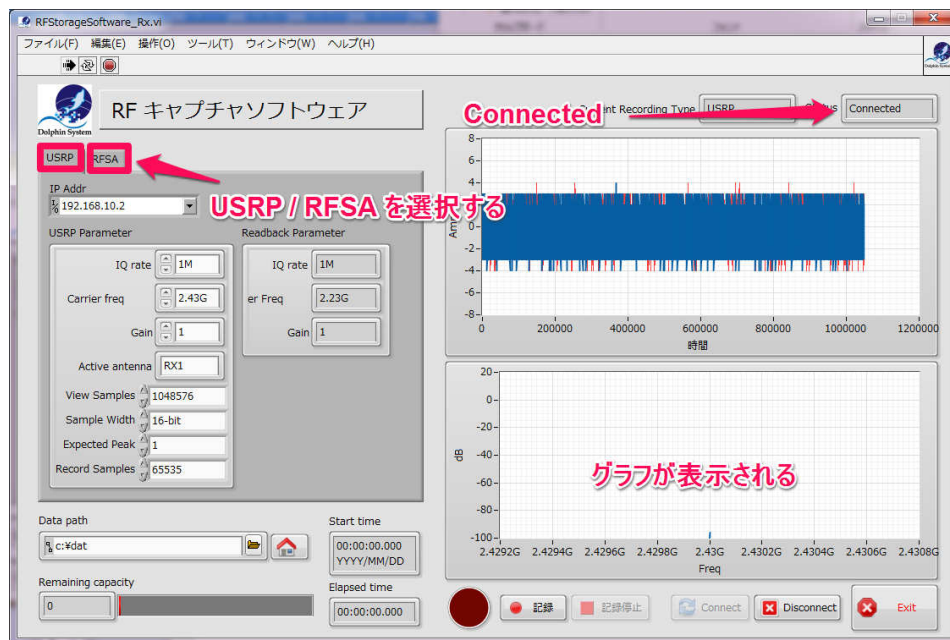 RFStorageSoftware_Rx.vi
ファイル(F) 編集(E) 操作(O) ツール(T) ウィンドウ(W) ヘルプ(H)
Dolphin System
RF キャプチャソフトウェア
Connected
Recording Type
USRP
Connected
USRP
RFSA
USRP / RFSA を選択する
IP Addr
192.168.10.2
USRP Parameter
Readback Parameter
IQ rate 1M
IQ rate 1M
Carrier freq 2.43G
er Freq 2.23G
Gain 1
Gain 1
Active antenna RX1
View Samples 1048576
Sample Width 16-bit
Expected Peak 1
Record Samples 65535
8
6
4
0
-2
-4
-6
-8
0 200000 400000 600000 800000 1000000 1200000
時間
20
0
-20
-40
-60
-80
-100
dB
グラフが表示される
2.4292G 2.4294G 2.4296G 2.4298G 2.43G 2.4302G 2.4304G 2.4306G 2.4308G
Freq
Data path
c:¥dat
Start time
00:00:00.000
YYYY/MM/DD
Remaining capacity
0
Elapsed time
00:00:00.000
記録
記録停止
Connect
Disconnect
Exit